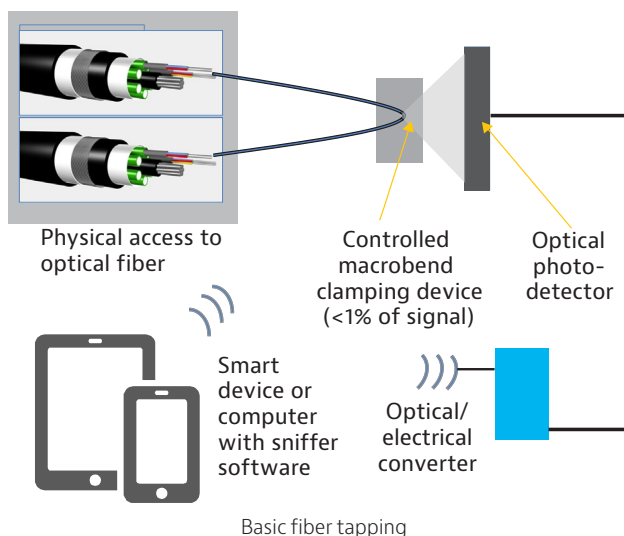 Physical access to
optical fiber
Controlled
macrobend
clamping device
(<1% of signal)
Optical
photo-
detector
Smart
device or
computer
with sniffer
software
Optical/
electrical
converter
Basic fiber tapping